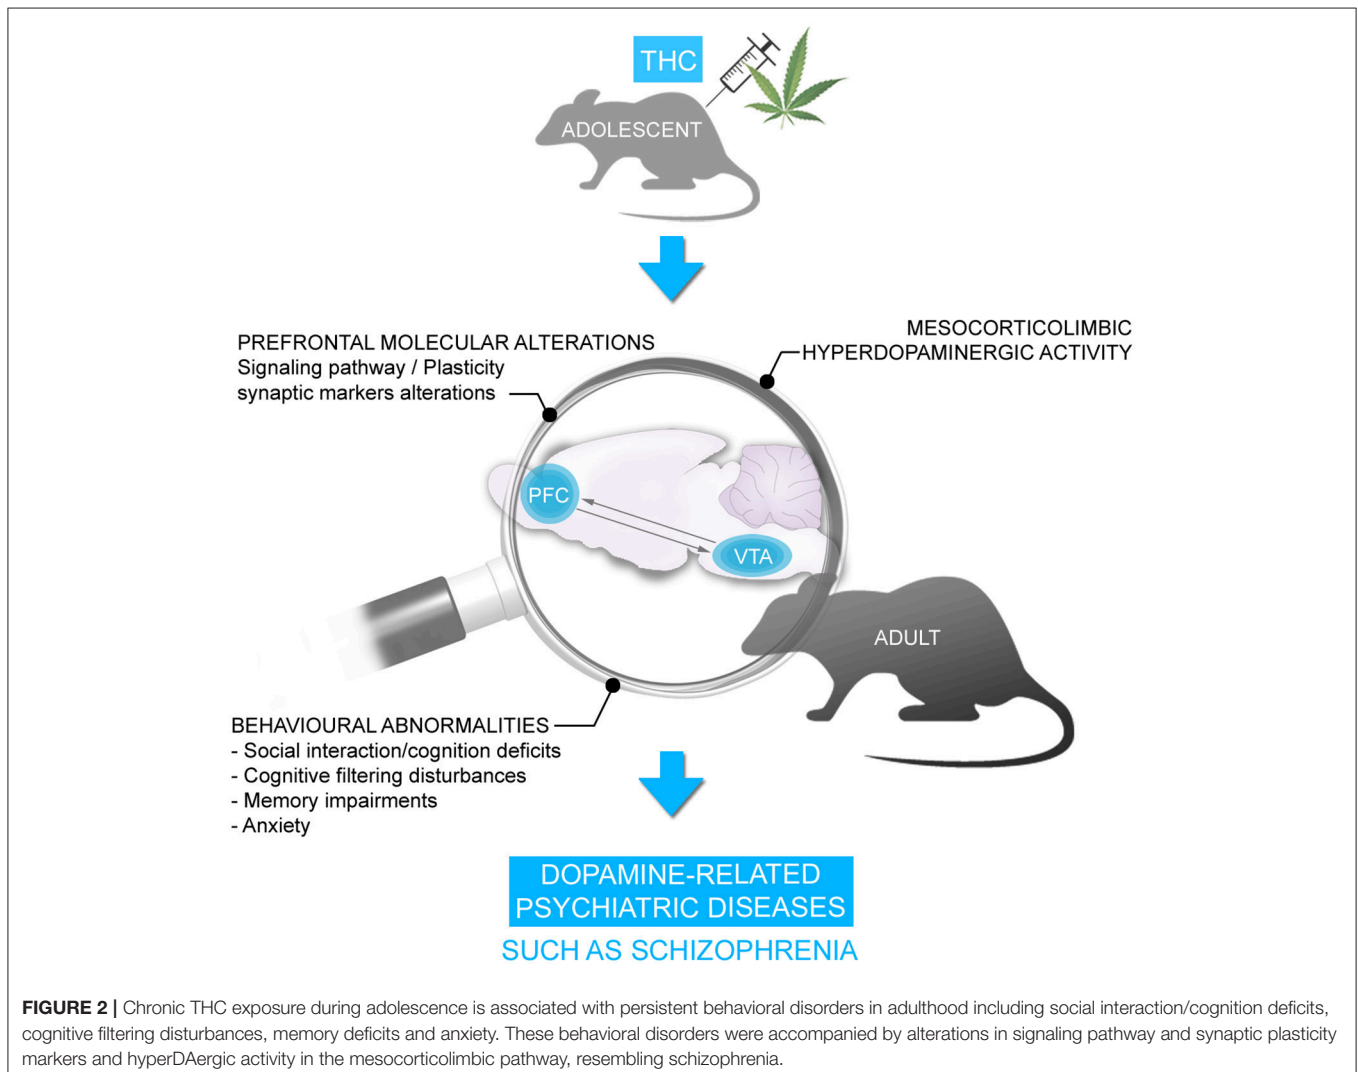 THC
ADOLESCENT
PREFRONTAL MOLECULAR ALTERATIONS
Signaling pathway / Plasticity
synaptic markers alterations
MESOCORTICOLIMBIC
HYPERDOPAMINERGIC ACTIVITY
PFC
VTA
ADULT
BEHAVIOURAL ABNORMALITIES
- Social interaction/cognition deficits
- Cognitive filtering disturbances
- Memory impairments
- Anxiety
DOPAMINE-RELATED
PSYCHIATRIC DISEASES
SUCH AS SCHIZOPHRENIA
FIGURE 2 | Chronic THC exposure during adolescence is associated with persistent behavioral disorders in adulthood including social interaction/cognition deficits,
cognitive filtering disturbances, memory deficits and anxiety. These behavioral disorders were accompanied by alterations in signaling pathway and synaptic plasticity
markers and hyperDAergic activity in the mesocorticolimbic pathway, resembling schizophrenia.